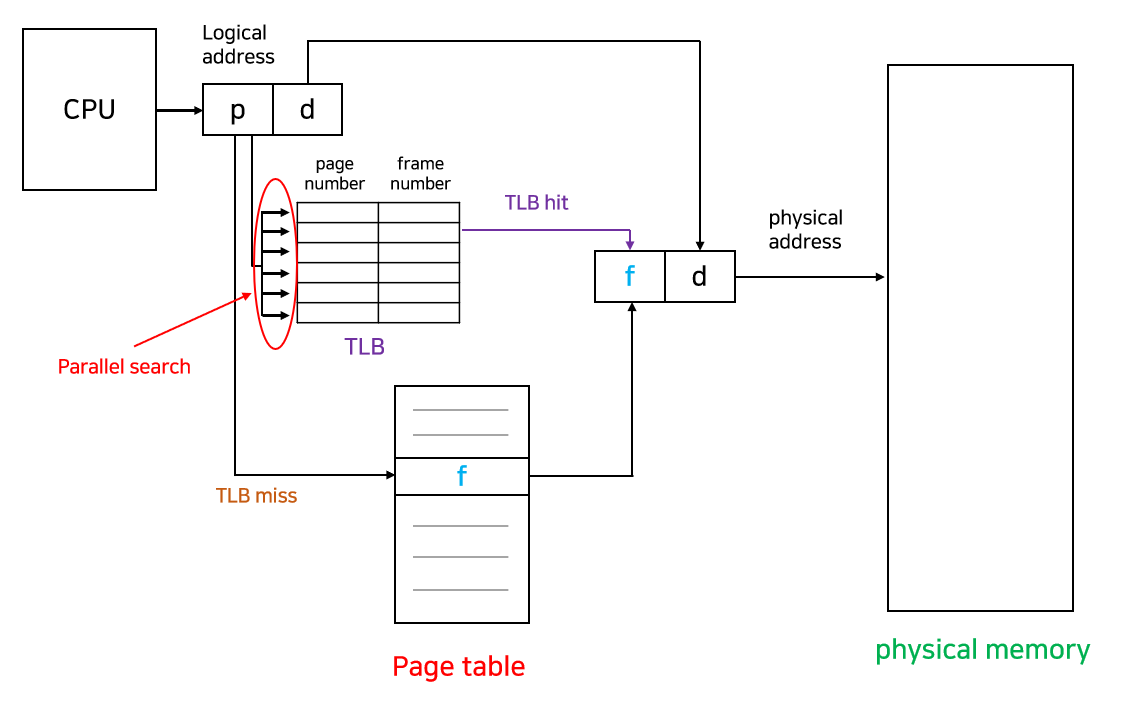 Logical
address
CPU
p
d
page
number
frame
number
TLB hit
physical
address
f
d
TLB
Parallel search
f
TLB miss
physical memory
Page table